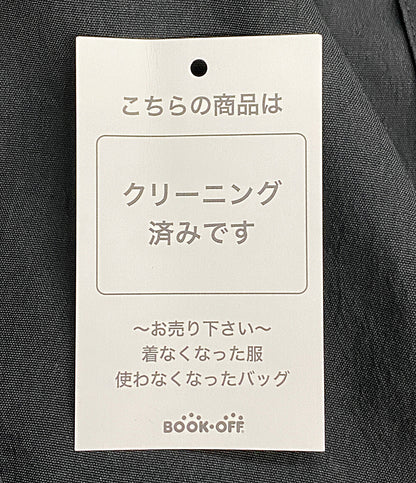 こちらの商品は
クリーニング
済みです
～お売り下さい～
着なくなった服
使わなくなったバッグ
BOOK・OFF